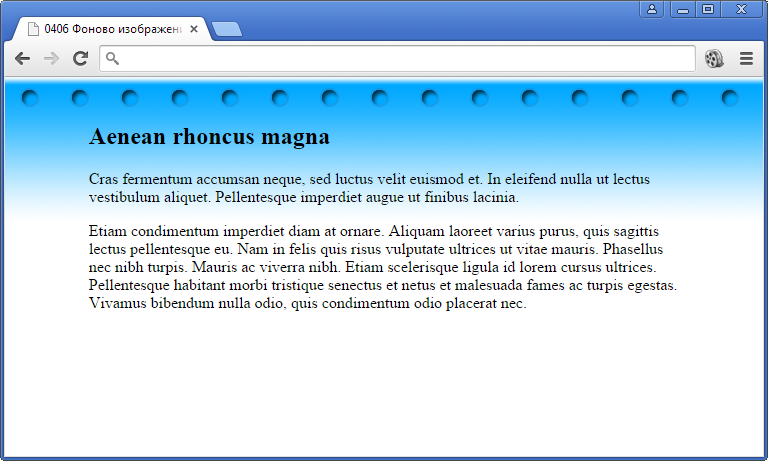 0406 Фоново изображени
Aenean rhoncus magna
Cras fermentum accumsan neque, sed luctus velit euismod et. In eleifend nulla ut lectus
vestibulum aliquet. Pellentesque imperdiet augue ut finibus lacinia.
Etiam condimentum imperdiet diam at ornare. Aliquam laoreet varius purus, quis sagittis
lectus pellentesque eu. Nam in felis quis risus vulputate ultrices ut vitae mauris. Phasellus
nec nibh turpis. Mauris ac viverra nibh. Etiam scelerisque ligula id lorem cursus ultrices.
Pellentesque habitant morbi tristique senectus et netus et malesuada fames ac turpis egestas.
Vivamus bibendum nulla odio, quis condimentum odio placerat nec.